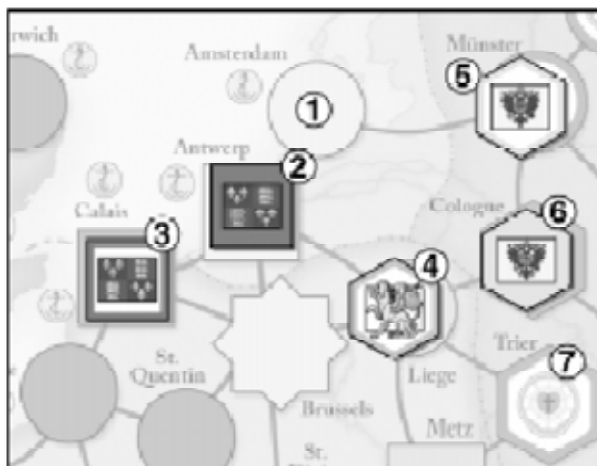 rwich
Amsterdam
Münster
5
1
Antwerp
2
Calais
3
Cologne
6
4
St.
Quentin
Trier
7
Liege
Brussels
Metz
St.